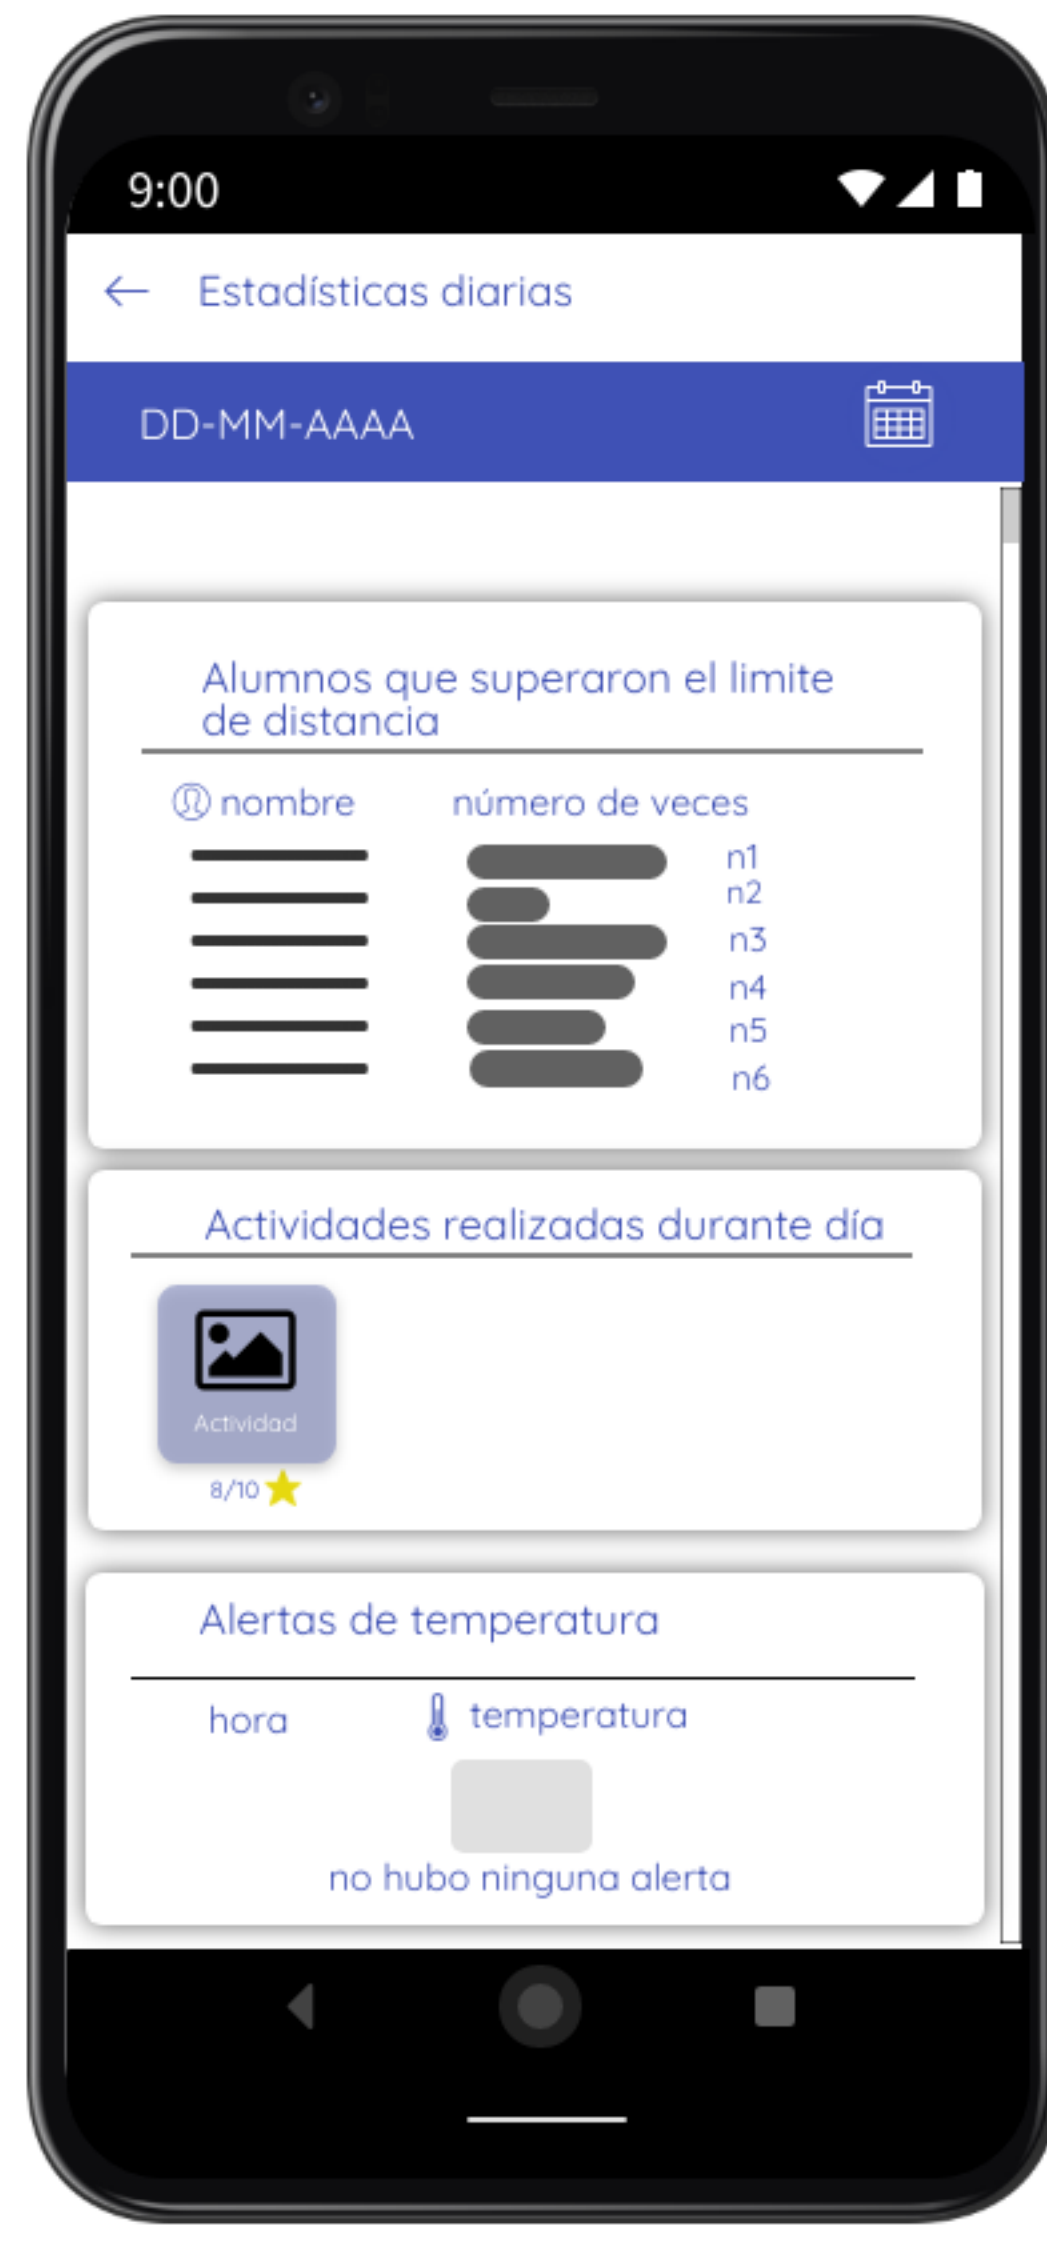 9:00
Estadísticas diarias
DD-MM-AAAA
Alumnos que superaron el limite
de distancia
nombre número de veces
n1
n2
n3
n4
n5
n6
Actividades realizadas durante día
Actividad
8/10
Alertas de temperatura
hora temperatura
no hubo ninguna alerta